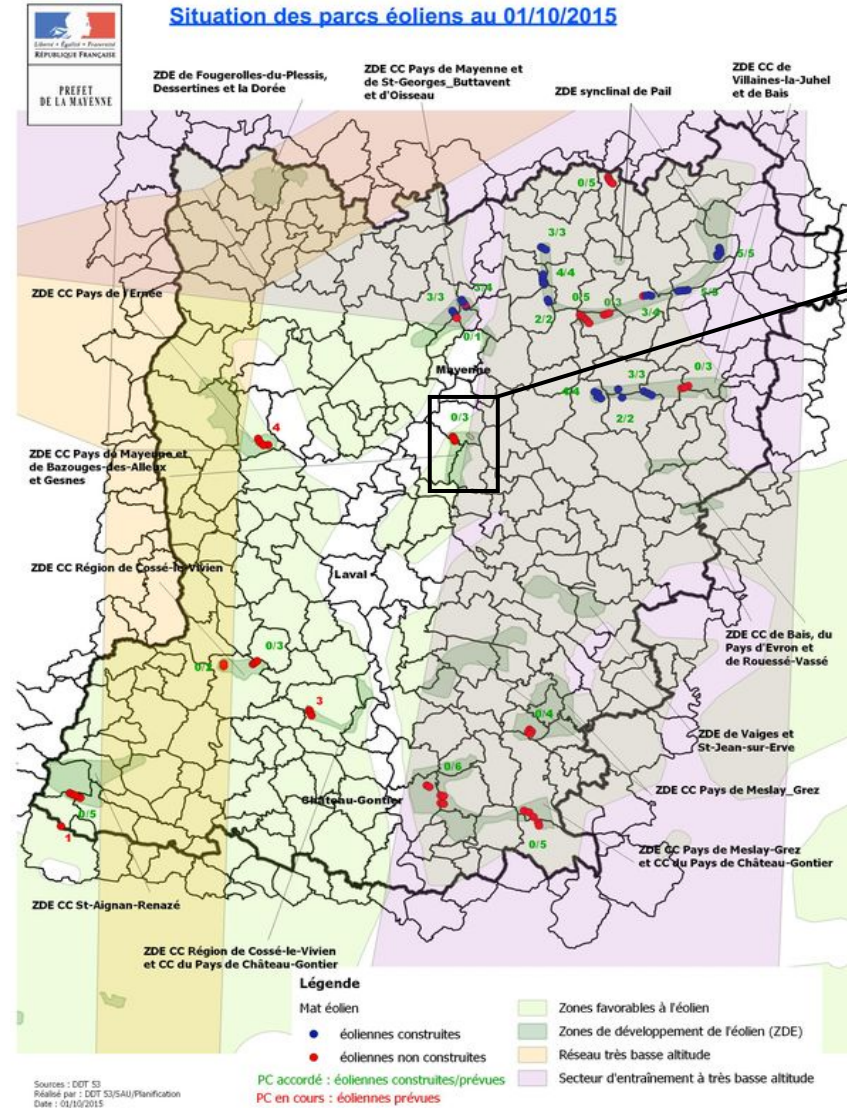 Situation des parcs éoliens au 01/10/2015
Liberté • Égalité • Fraternité
RÉPUBLIQUE FRANÇAISE
PREFET
DE LA MAYENNE
ZDE de Fougerolles-du-Plessis,
Dessertines et la Dorée
ZDE CC Pays de Mayenne et
de St-Georges_Buttavent
et d'Oisseau
ZDE synclinal de Pail
ZDE CC de
Villaines-la-Juhel
et de Bais
0/5
3/3
4/4
5/5
3/3
3/4
0/5
0/3
3/4
5/5
2/2
0/1
ZDE CC Pays de l'Ernée
Mayenne
3/3
0/3
4/4
2/2
0/3
4
ZDE CC Pays de Mayenne et
de Bazouges-des-Alleux
et Gesnes
ZDE CC Région de Cossé-le-Vivien
Laval
ZDE CC de Bais, du
Pays d'Evron et
de Rouessé-Vassé
0/3
3
0/4
ZDE de Vaiges et
St-Jean-sur-Erve
0/6
ZDE CC Pays de Meslay_Grez
Château-Gontier
0/5
1
0/5
ZDE CC Pays de Meslay-Grez
et CC du Pays de Château-Gontier
ZDE CC St-Aignan-Renazé
ZDE CC Région de Cossé-le-Vivien
et CC du Pays de Château-Gontier
Légende
Mat éolien
éoliennes construites
éoliennes non construites
PC accordé : éoliennes construites/prévues
PC en cours : éoliennes prévues
Zones favorables à l'éolien
Zones de développement de l'éolien (ZDE)
Réseau très basse altitude
Secteur d'entraînement à très basse altitude
Sources : DDT 53
Réalisé par : DDT 53/SAU/Planification
Date : 01/10/2015